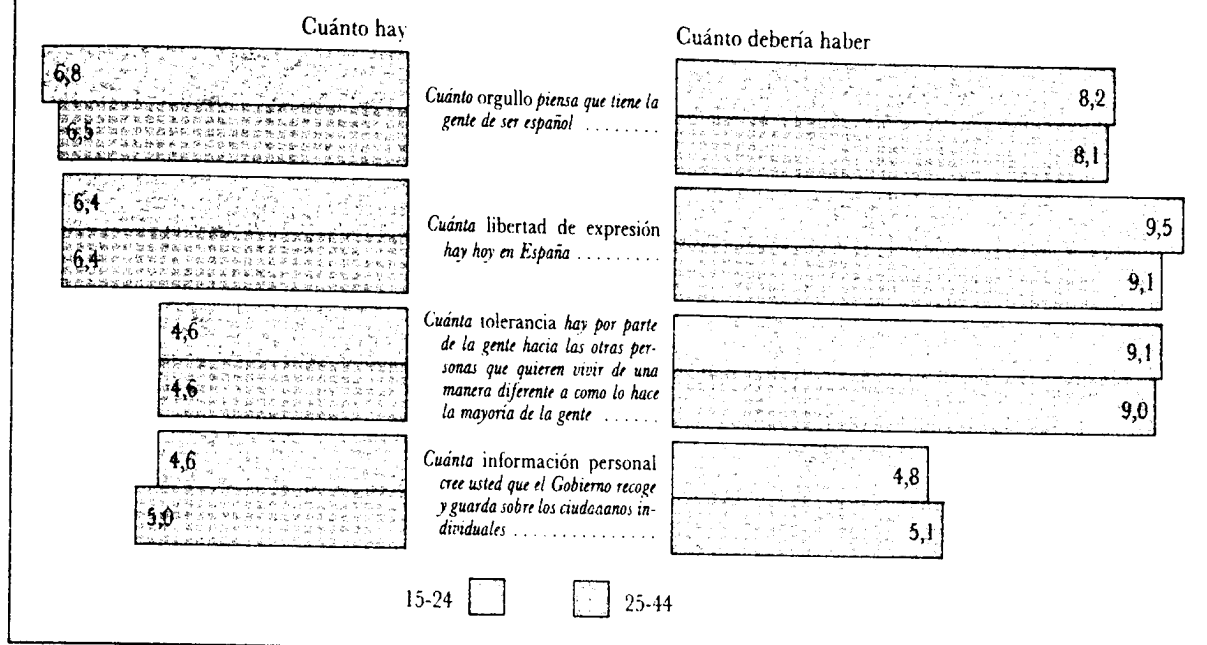 Cuánto hay
Cuánto debería haber
6,8
6,5
Cuánto orgullo piensa que tiene la
gente de ser español ........
8,2
8,1
6,4
6,4
Cuánta libertad de expresión
hay hoy en España .........
9,5
9,1
4,6
4,6
Cuánta tolerancia hay por parte
de la gente hacia las otras per-
sonas que quieren vivir de una
manera diferente a como lo hace
la mayoría de la gente ......
9,1
9,0
4,6
5,0
Cuánta información personal
cree usted que el Gobierno recoge
y guarda sobre los ciudadanos in-
dividuales ...............
4,8
5,1
15-24
25-44